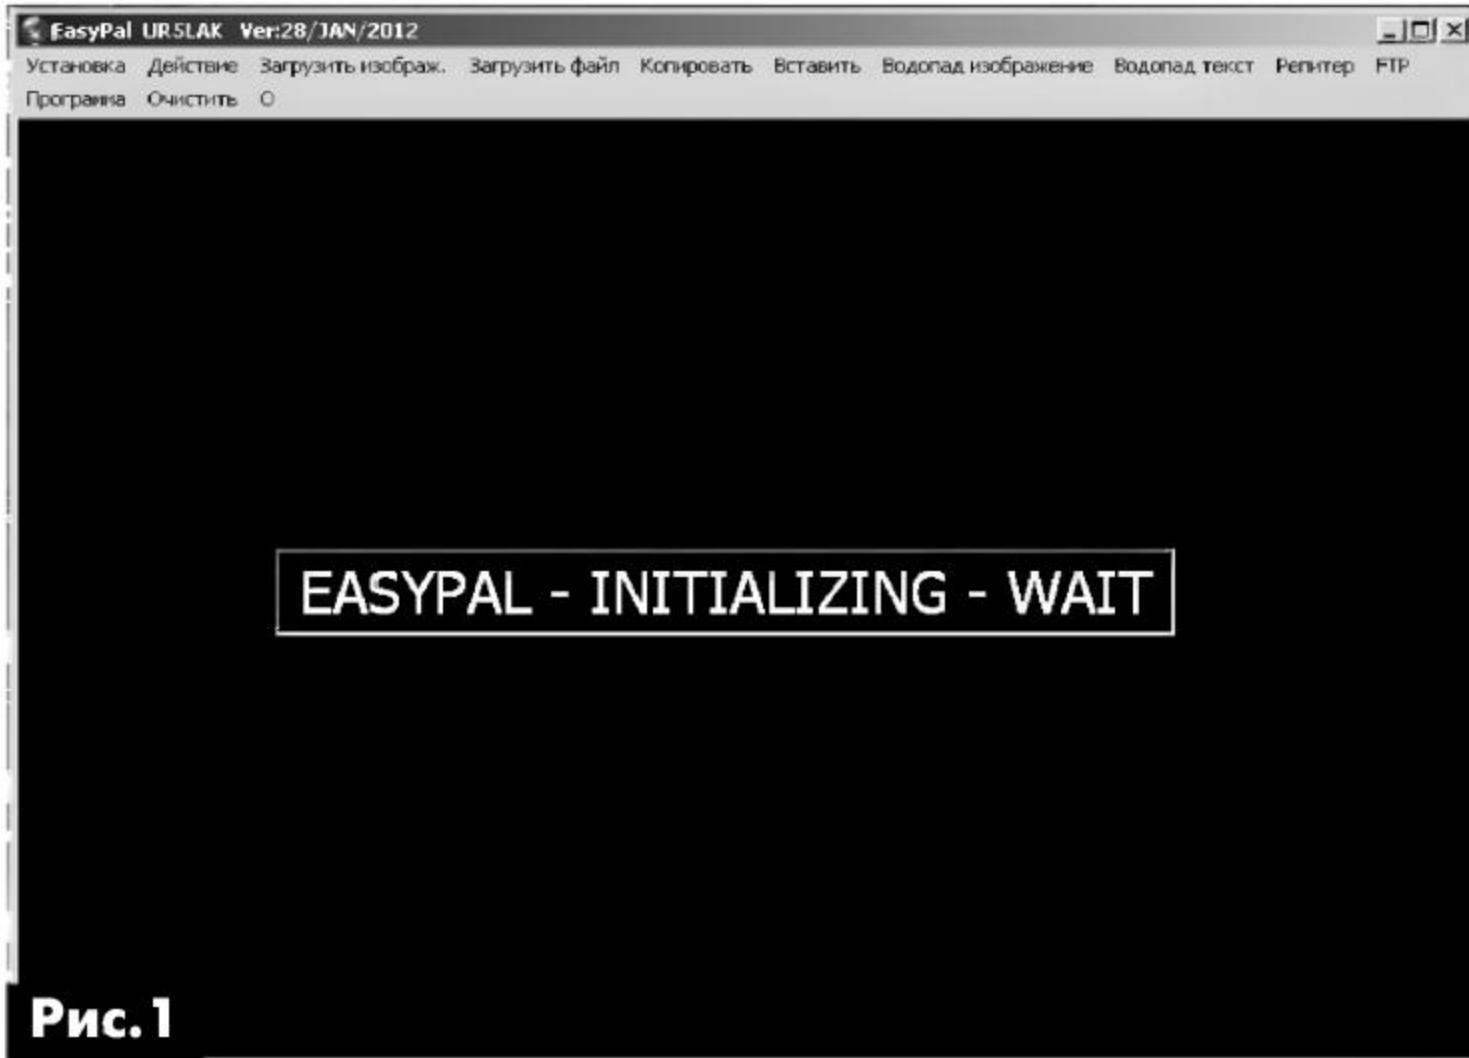 EasyPal UR5LAK Ver:28/JAN/2012
Установка Действие Загрузить изображ. Загрузить файл Копировать Вставить Водопад изображение Водопад текст Репитер FTP
Программа Очистить О
EASYPAL - INITIALIZING - WAIT
Рис.1